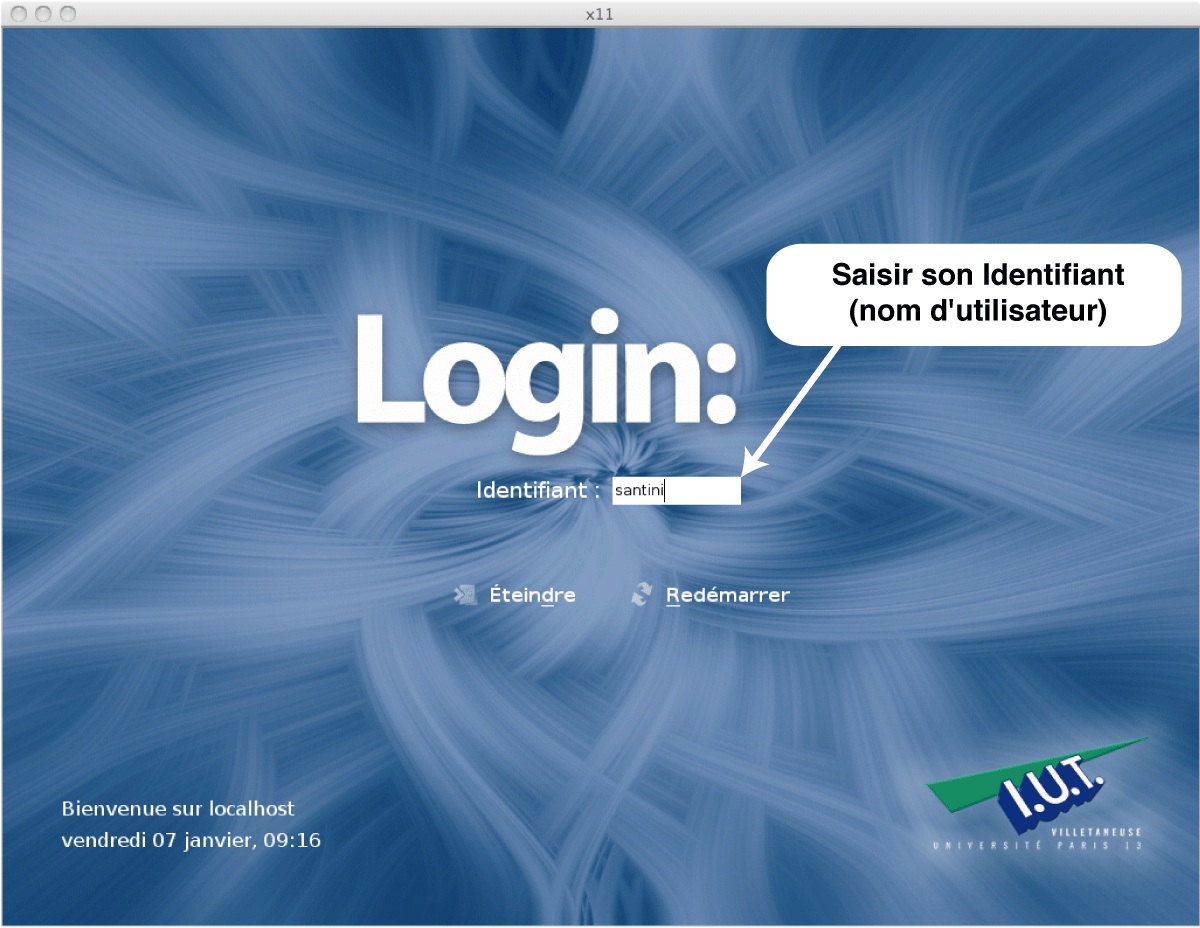 x11
Saisir son Identifiant
(nom d'utilisateur)
Login:
Identifiant : santini
Éteindre Redémarrer
Bienvenue sur localhost
vendredi 07 janvier, 09:16
I.U.T.
VILLETANEUSE
UNIVERSITÉ PARIS 13